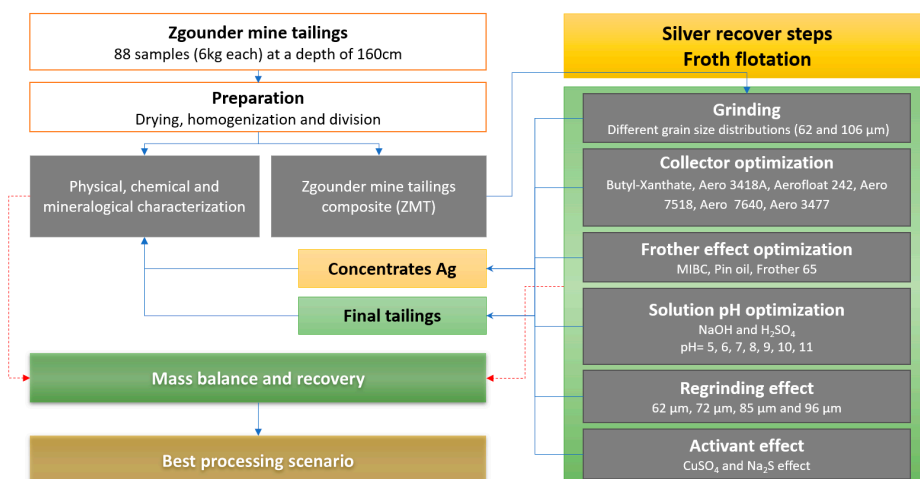 Zgounder mine tailings
88 samples (6kg each) at a depth of 160cm
Preparation
Drying, homogenization and division
Physical, chemical and
mineralogical characterization
Zgounder mine tailings
composite (ZMT)
Concentrates Ag
Final tailings
Mass balance and recovery
Best processing scenario
Silver recover steps
Froth flotation
Grinding
Different grain size distributions (62 and 106 µm)
Collector optimization
Butyl-Xanthate, Aero 3418A, Aerofloat 242, Aero
7518, Aero 7640, Aero 3477
Frother effect optimization
MIBC, Pin oil, Frother 65
Solution pH optimization
NaOH and H₂SO₄
pH= 5, 6, 7, 8, 9, 10, 11
Regrinding effect
62 µm, 72 µm, 85 µm and 96 µm
Activant effect
CuSO₄ and Na₂S effect